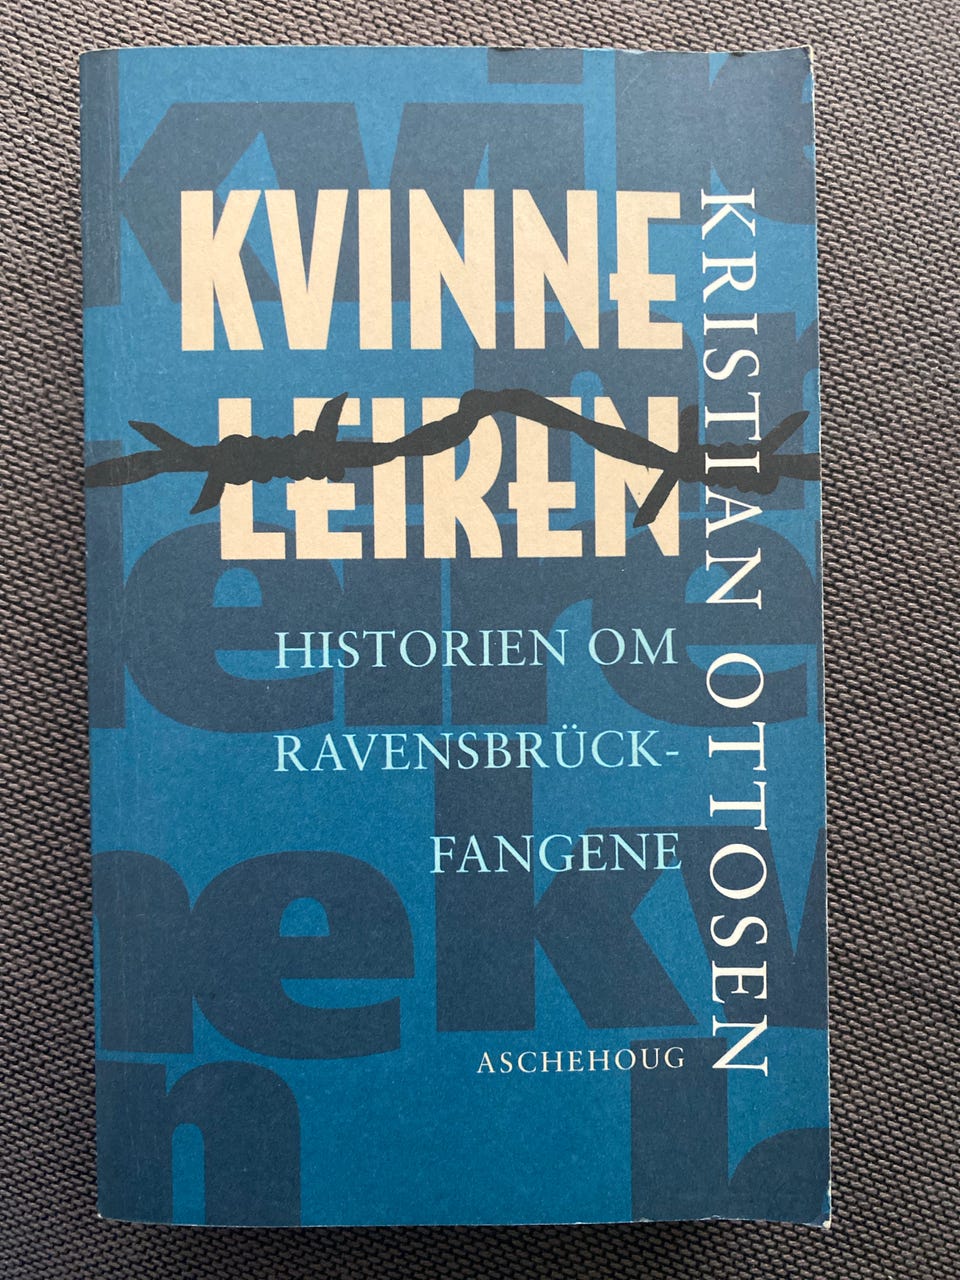 KVINNE
LEIREN
HISTORIEN OM
RAVENSBRÜCK-
FANGENE
KRISTIAN OTTOSEN
ASCHEHOUG